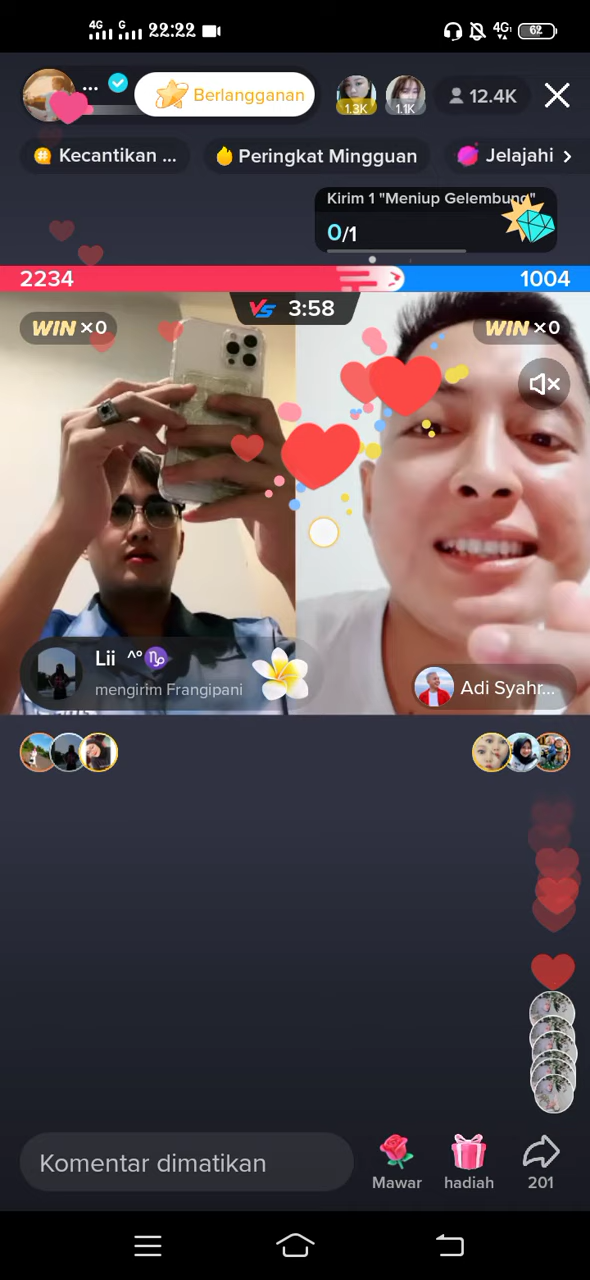 4G G 22:22 4G 62
... Berlangganan 1.3K 1.1K 12.4K
Kecantikan ... Peringkat Mingguan Jelajahi
Kirim 1 "Meniup Gelembung"
0/1
2234 1004
VS 3:58
WIN ×0 WIN ×0
Lii ^°♑
mengirim Frangipani
Adi Syahr...
Komentar dimatikan
Mawar hadiah 201